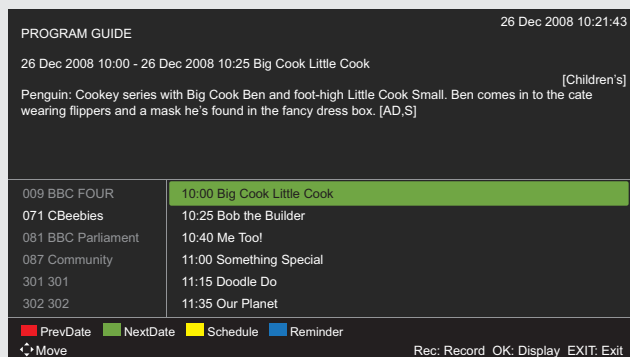 26 Dec 2008 10:21:43
PROGRAM GUIDE
26 Dec 2008 10:00 - 26 Dec 2008 10:25 Big Cook Little Cook
[Children's]
Penguin: Cookey series with Big Cook Ben and foot-high Little Cook Small. Ben comes in to the cate
wearing flippers and a mask he's found in the fancy dress box. [AD,S]
009 BBC FOUR 10:00 Big Cook Little Cook
071 CBeebies 10:25 Bob the Builder
081 BBC Parliament 10:40 Me Too!
087 Community 11:00 Something Special
301 301 11:15 Doodle Do
302 302 11:35 Our Planet
PrevDate NextDate Schedule Reminder
Move Rec: Record OK: Display EXIT: Exit